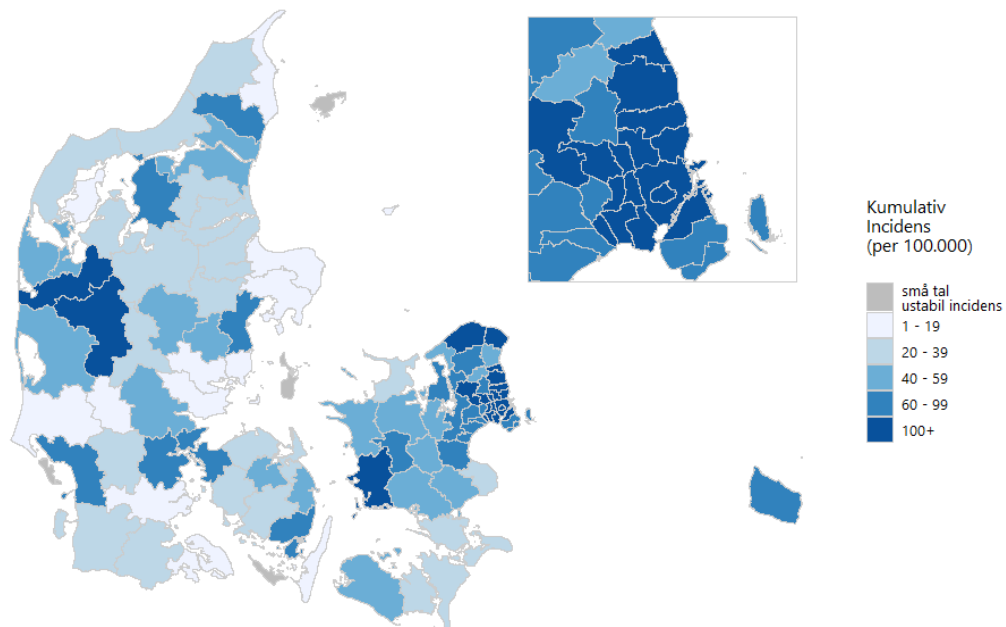 Kumulativ
Incidens
(per 100.000)
små tal
ustabil incidens
1 - 19
20 - 39
40 - 59
60 - 99
100+